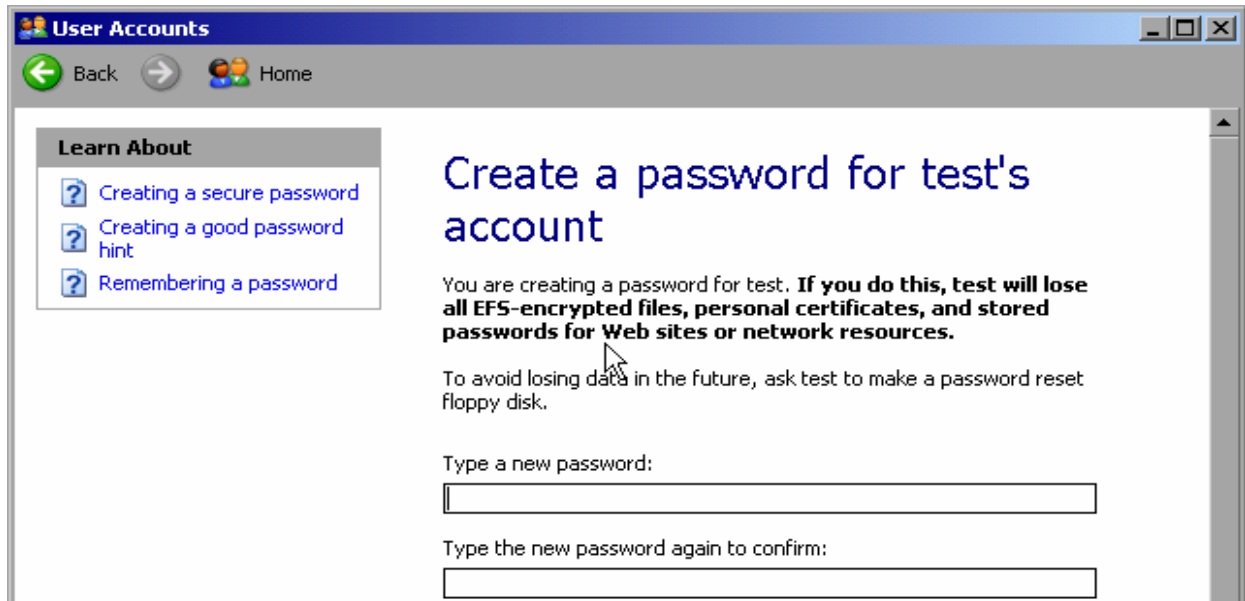 User Accounts
Back Home
Learn About
Creating a secure password
Creating a good password
hint
Remembering a password
Create a password for test's
account
You are creating a password for test. If you do this, test will lose
all EFS-encrypted files, personal certificates, and stored
passwords for Web sites or network resources.
To avoid losing data in the future, ask test to make a password reset
floppy disk.
Type a new password:
Type the new password again to confirm: